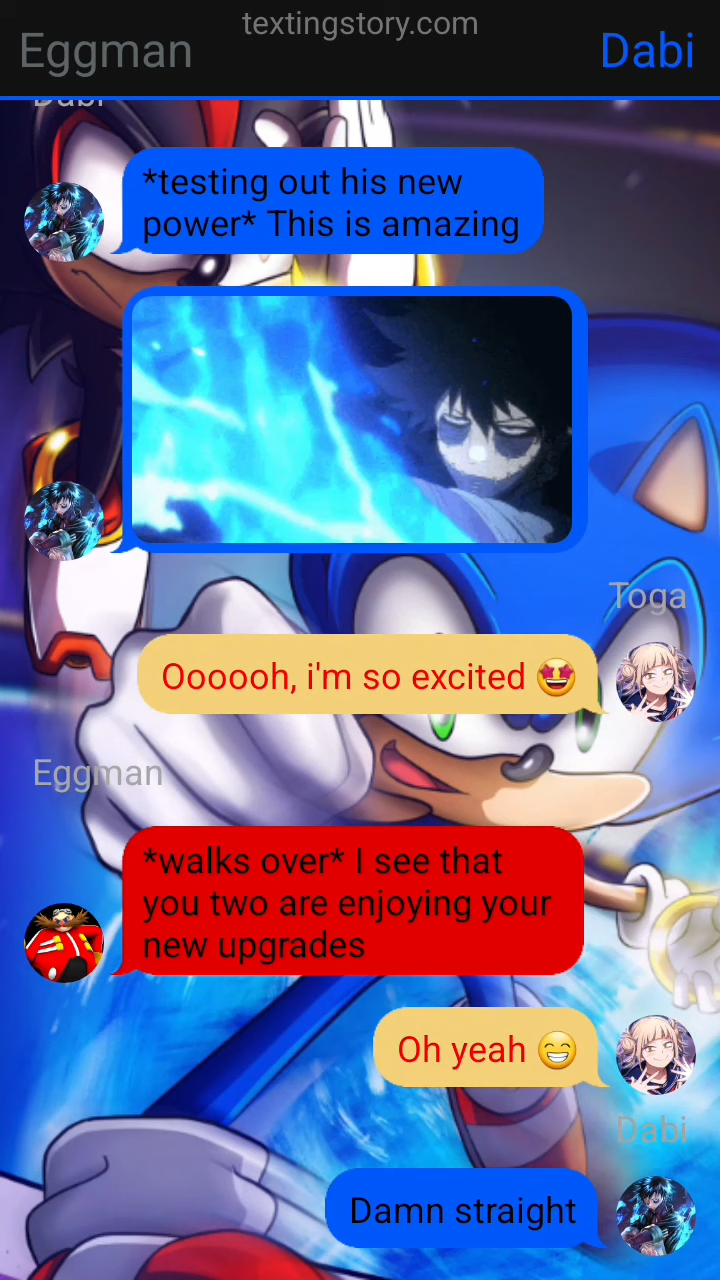 textingstory.com
Eggman
Dabi
Dabi
*testing out his new
power* This is amazing
Toga
Oooooh, i'm so excited 🤩
Eggman
*walks over* I see that
you two are enjoying your
new upgrades
Oh yeah 😁
Dabi
Damn straight